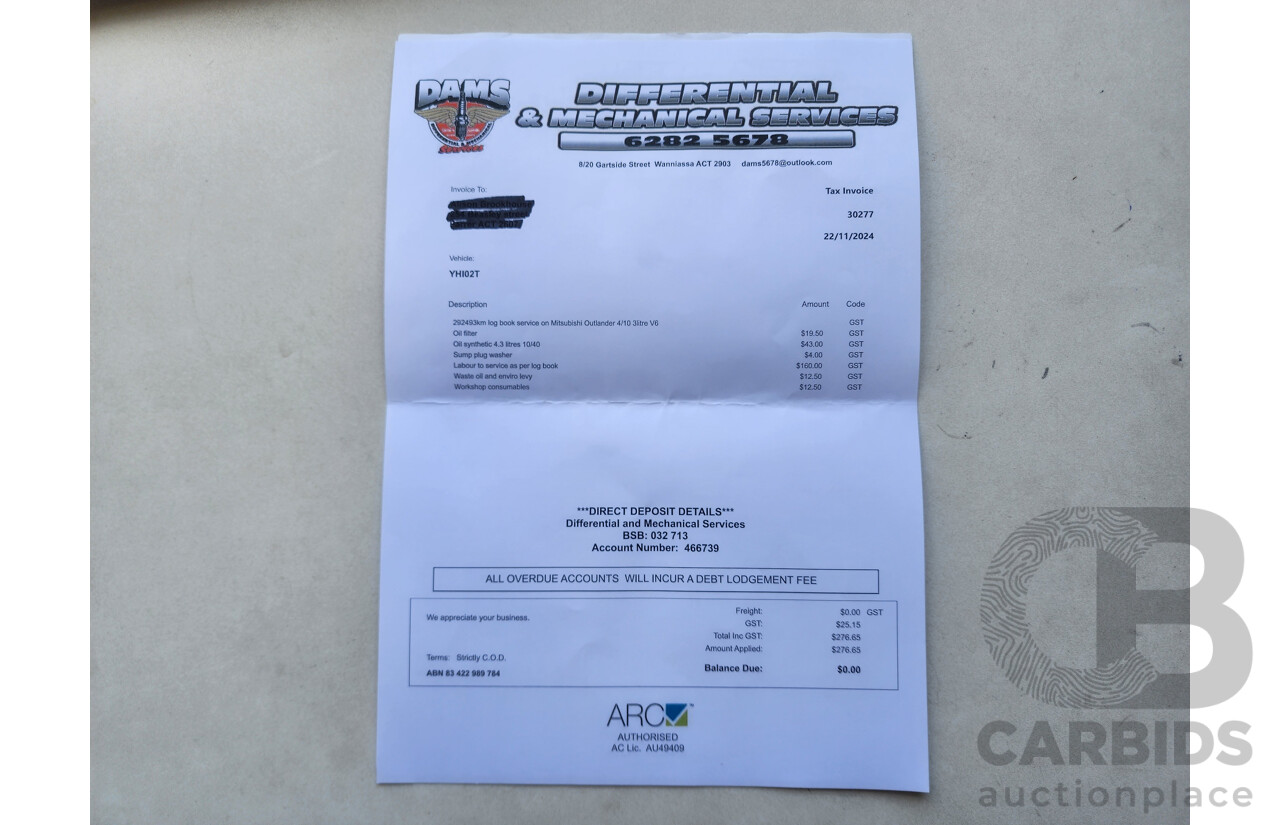 DAMS
DIFFERENTIAL & MECHANICAL
Services
DIFFERENTIAL
& MECHANICAL SERVICES
6282 5678
8/20 Gartside Street Wanniassa ACT 2903 dams5678@outlook.com
Invoice To:
Tax Invoice
30277
22/11/2024
Vehicle:
YHI02T
Description Amount Code
292493km log book service on Mitsubishi Outlander 4/10 3litre V6 GST
Oil filter $19.50 GST
Oil synthetic 4.3 litres 10/40 $43.00 GST
Sump plug washer $4.00 GST
Labour to service as per log book $160.00 GST
Waste oil and enviro levy $12.50 GST
Workshop consumables $12.50 GST
***DIRECT DEPOSIT DETAILS***
Differential and Mechanical Services
BSB: 032 713
Account Number: 466739
ALL OVERDUE ACCOUNTS WILL INCUR A DEBT LODGEMENT FEE
We appreciate your business.
Freight: $0.00 GST
GST: $25.15
Total Inc GST: $276.65
Amount Applied: $276.65
Balance Due: $0.00
Terms: Strictly C.O.D.
ABN 83 422 989 784
ARC
AUTHORISED
AC Lic. AU49409
CB
CARBIDS
auctionplace